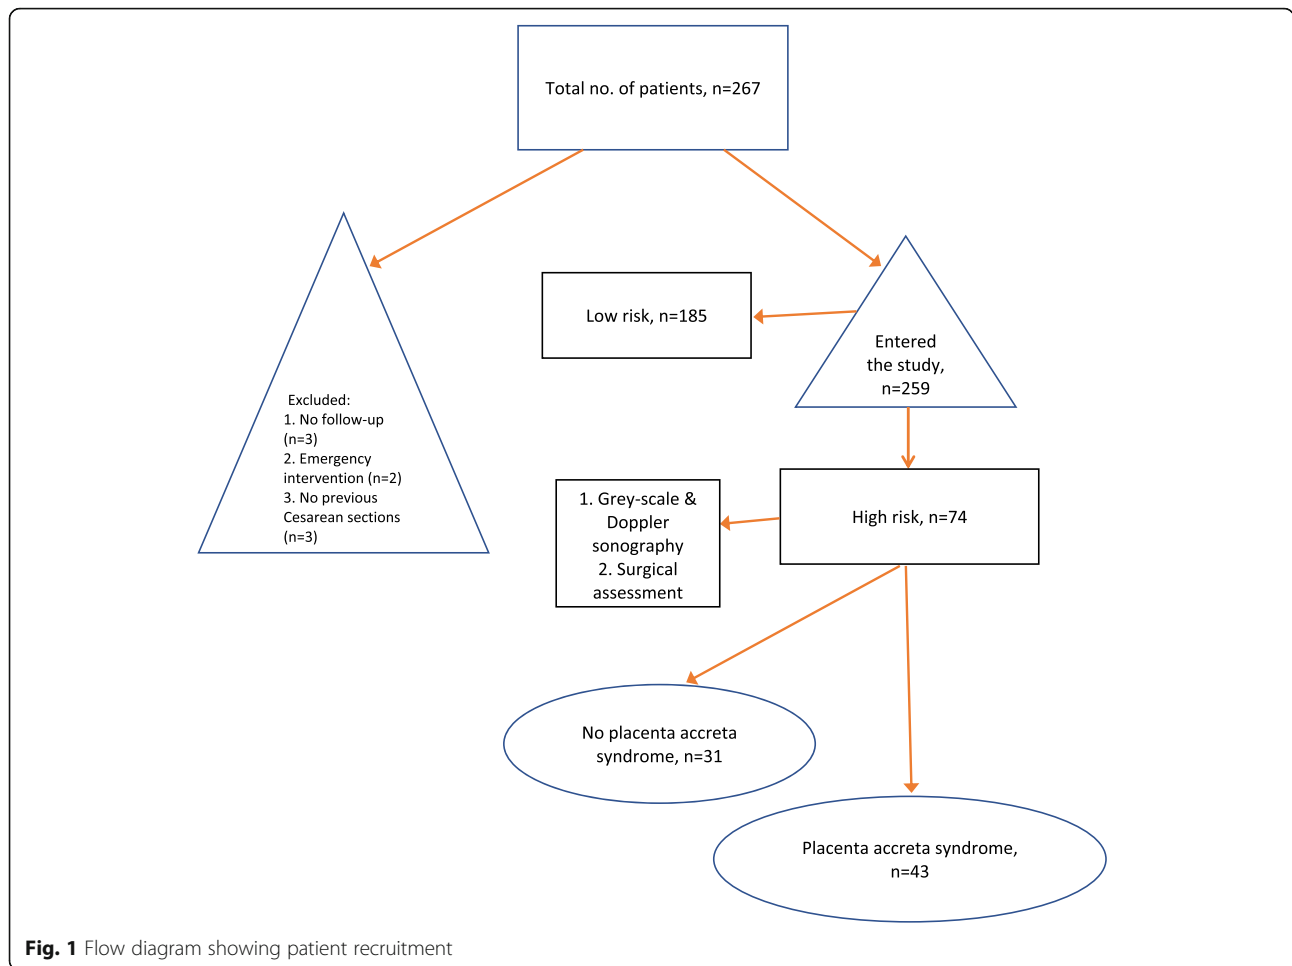 Total no. of patients, n=267
Low risk, n=185
Entered
the study,
n=259
Excluded:
1. No follow-up
(n=3)
2. Emergency
intervention (n=2)
3. No previous
Cesarean sections
(n=3)
1. Grey-scale &
Doppler
sonography
2. Surgical
assessment
High risk, n=74
No placenta accreta
syndrome, n=31
Placenta accreta syndrome,
n=43
Fig. 1 Flow diagram showing patient recruitment